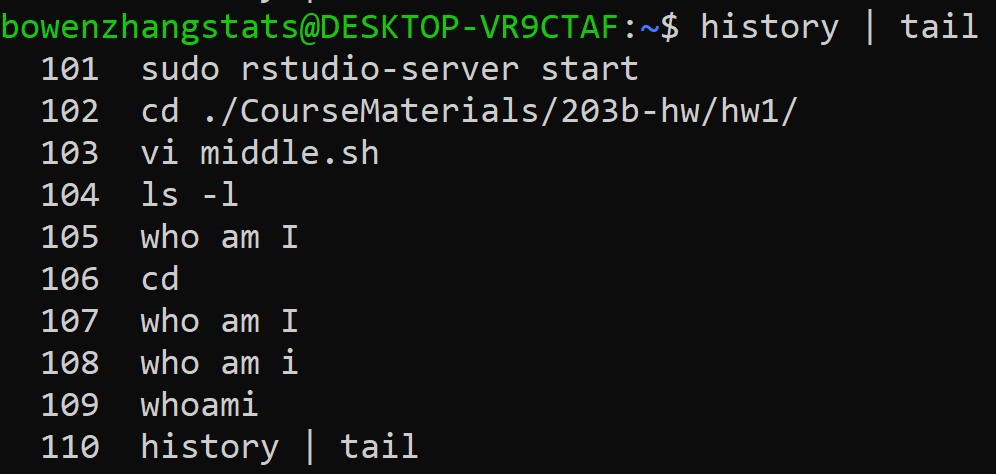 bowenzhangstats@DESKTOP-VR9CTAF:~$ history | tail
101 sudo rstudio-server start
102 cd ./CourseMaterials/203b-hw/hw1/
103 vi middle.sh
104 ls -l
105 who am I
106 cd
107 who am I
108 who am i
109 whoami
110 history | tail